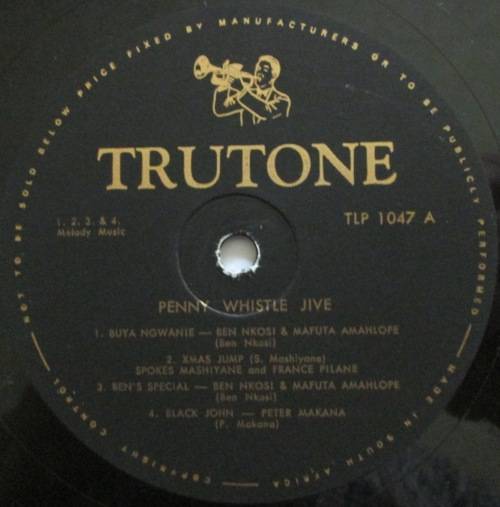 NOT TO BE SOLD BELOW PRICE FIXED BY MANUFACTURERS OR TO BE PUBLICLY PERFORMED
TRUTONE
1. 2. 3. & 4.
Melody Music
TLP 1047 A
PENNY WHISTLE JIVE
1. BUYA NGWANIE — BEN NKOSI & MAFUTA AMAHLOPE
(Ben Nkosi)
2. XMAS JUMP (S. Mashiyane)
SPOKES MASHIYANE and FRANCE PILANE
3. BEN'S SPECIAL — BEN NKOSI & MAFUTA AMAHLOPE
(Ben Nkosi)
4. BLACK JOHN — PETER MAKANA
(P. Makana)
COPYRIGHT CONTROL
MADE IN SOUTH AFRICA